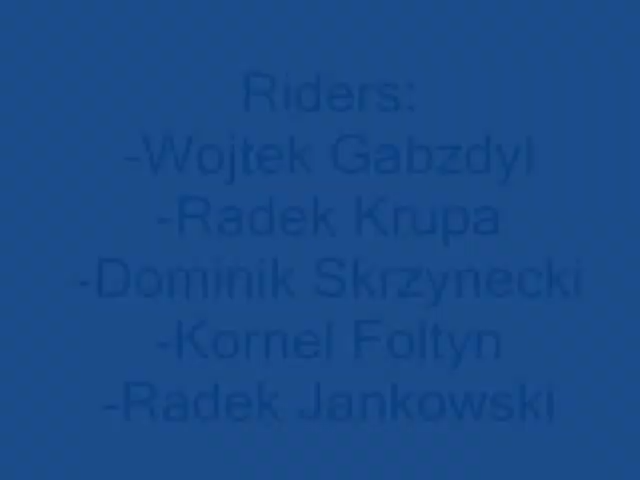 Riders:
-Wojtek Gabzdyl
-Radek Krupa
-Dominik Skrzynecki
-Kornel Foltyn
-Radek Jankowski